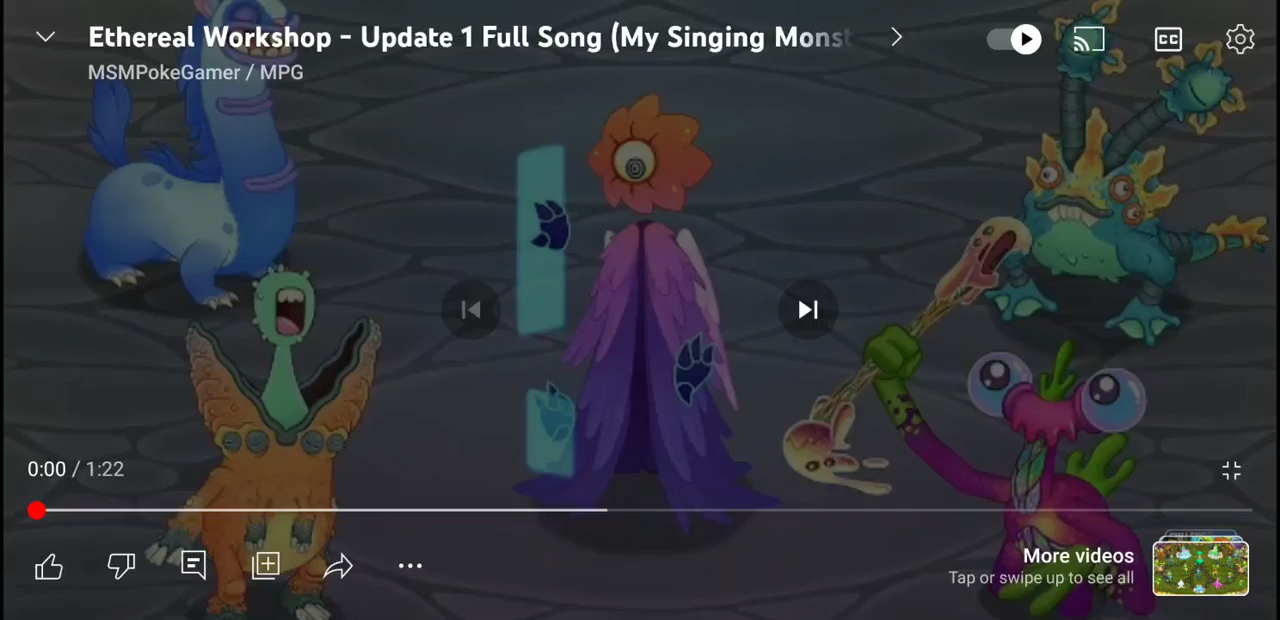 Ethereal Workshop - Update 1 Full Song (My Singing Monst
MSMPokeGamer / MPG
CC
0:00 / 1:22
More videos
Tap or swipe up to see all